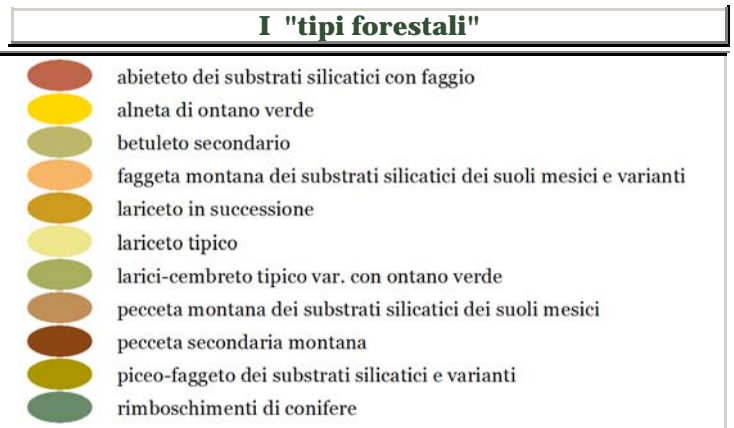 I "tipi forestali"
abieteto dei substrati silicatici con faggio
alneta di ontano verde
betuleto secondario
faggeta montana dei substrati silicatici dei suoli mesici e varianti
lariceto in successione
lariceto tipico
larici-cembreto tipico var. con ontano verde
pecceta montana dei substrati silicatici dei suoli mesici
pecceta secondaria montana
piceo-faggeto dei substrati silicatici e varianti
rimboschimenti di conifere